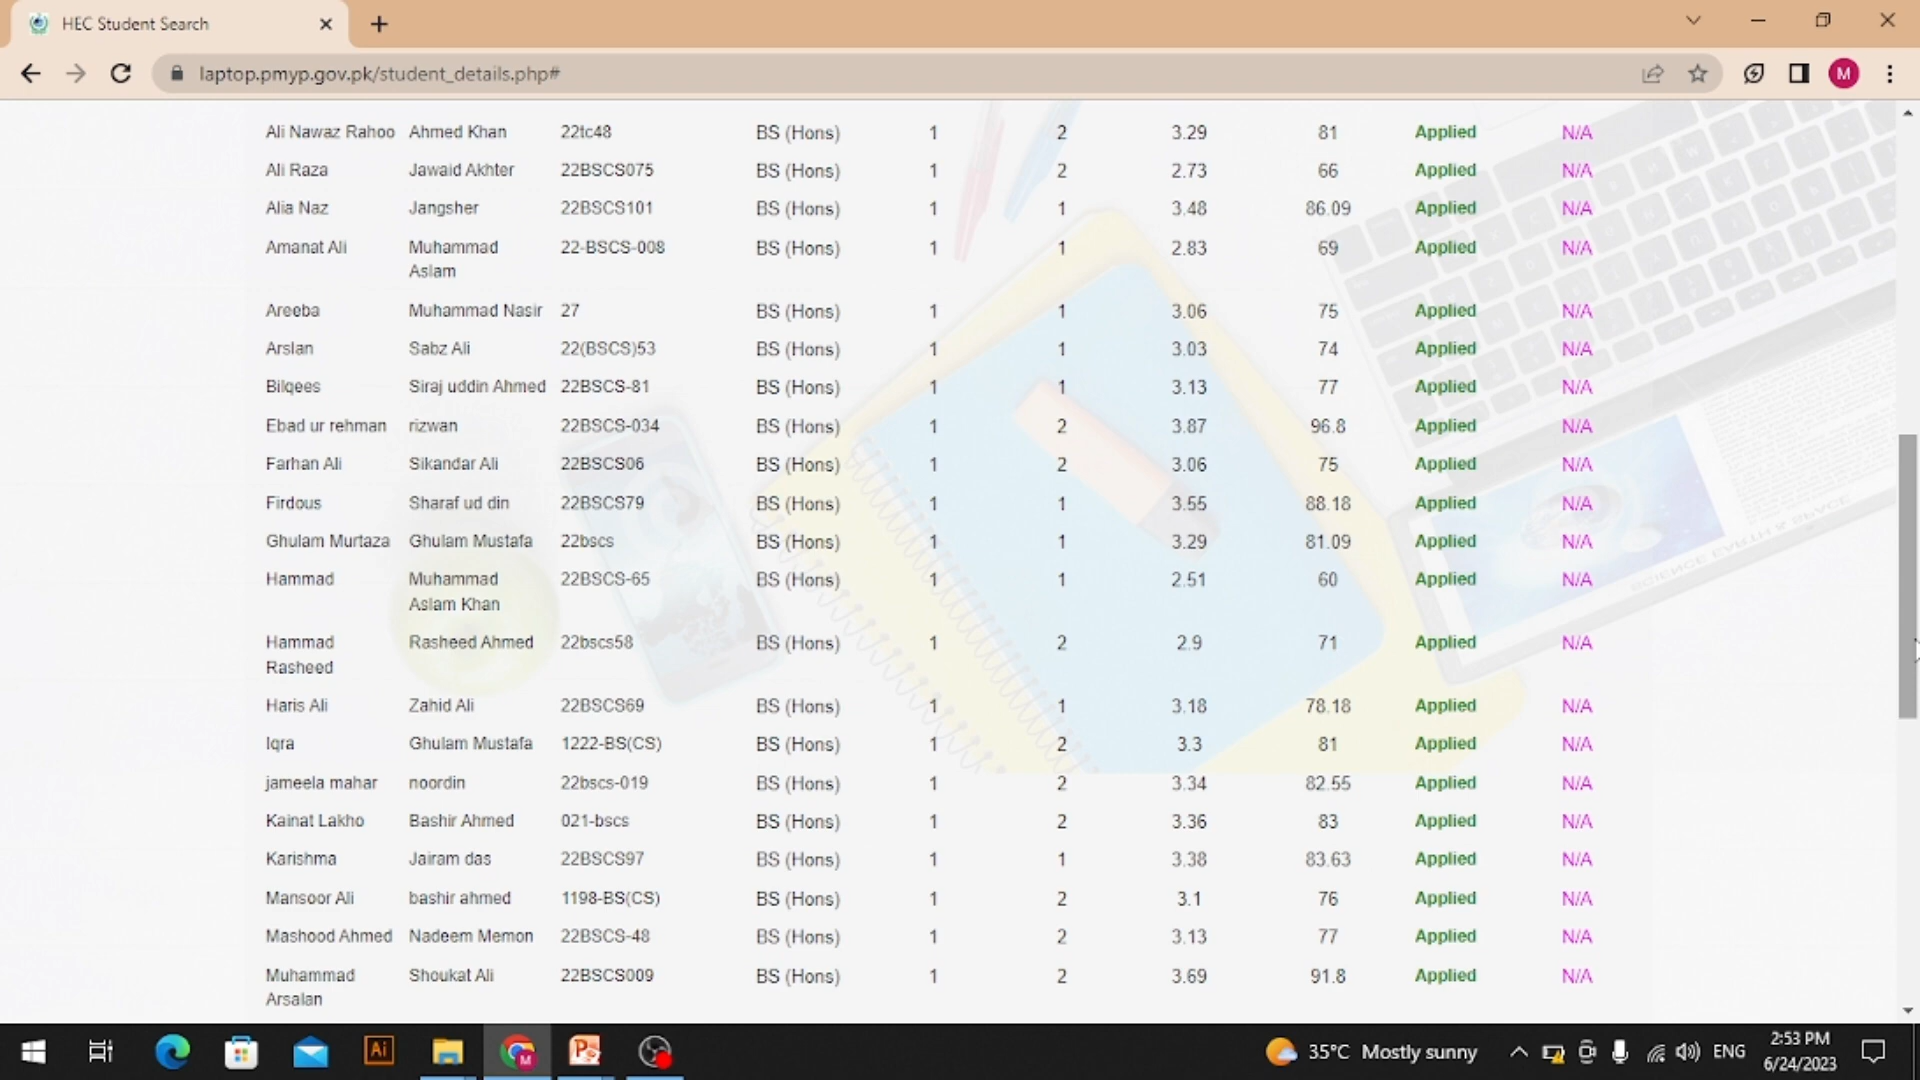 HEC Student Search
laptop.pmyp.gov.pk/student_details.php#
M
Ali Nawaz Rahoo Ahmed Khan 22tc48 BS (Hons) 1 2 3.29 81 Applied N/A
Ali Raza Jawaid Akhter 22BSCS075 BS (Hons) 1 2 2.73 66 Applied N/A
Alia Naz Jangsher 22BSCS101 BS (Hons) 1 1 3.48 86.09 Applied N/A
Amanat Ali Muhammad 22-BSCS-008 BS (Hons) 1 1 2.83 69 Applied N/A
Aslam
Areeba Muhammad Nasir 27 BS (Hons) 1 1 3.06 75 Applied N/A
Arslan Sabz Ali 22(BSCS)53 BS (Hons) 1 1 3.03 74 Applied N/A
Bilqees Siraj uddin Ahmed 22BSCS-81 BS (Hons) 1 1 3.13 77 Applied N/A
Ebad ur rehman rizwan 22BSCS-034 BS (Hons) 1 2 3.87 96.8 Applied N/A
Farhan Ali Sikandar Ali 22BSCS06 BS (Hons) 1 2 3.06 75 Applied N/A
Firdous Sharaf ud din 22BSCS79 BS (Hons) 1 1 3.55 88.18 Applied N/A
Ghulam Murtaza Ghulam Mustafa 22bscs BS (Hons) 1 1 3.29 81.09 Applied N/A
Hammad Muhammad 22BSCS-65 BS (Hons) 1 1 2.51 60 Applied N/A
Aslam Khan
Hammad Rasheed Ahmed 22bscs58 BS (Hons) 1 2 2.9 71 Applied N/A
Rasheed
Haris Ali Zahid Ali 22BSCS69 BS (Hons) 1 1 3.18 78.18 Applied N/A
Iqra Ghulam Mustafa 1222-BS(CS) BS (Hons) 1 2 3.3 81 Applied N/A
jameela mahar noordin 22bscs-019 BS (Hons) 1 2 3.34 82.55 Applied N/A
Kainat Lakho Bashir Ahmed 021-bscs BS (Hons) 1 2 3.36 83 Applied N/A
Karishma Jairam das 22BSCS97 BS (Hons) 1 1 3.38 83.63 Applied N/A
Mansoor Ali bashir ahmed 1198-BS(CS) BS (Hons) 1 2 3.1 76 Applied N/A
Mashood Ahmed Nadeem Memon 22BSCS-48 BS (Hons) 1 2 3.13 77 Applied N/A
Muhammad Shoukat Ali 22BSCS009 BS (Hons) 1 2 3.69 91.8 Applied N/A
Arsalan
Ai
M
35°C Mostly sunny
ENG
2:53 PM
6/24/2023